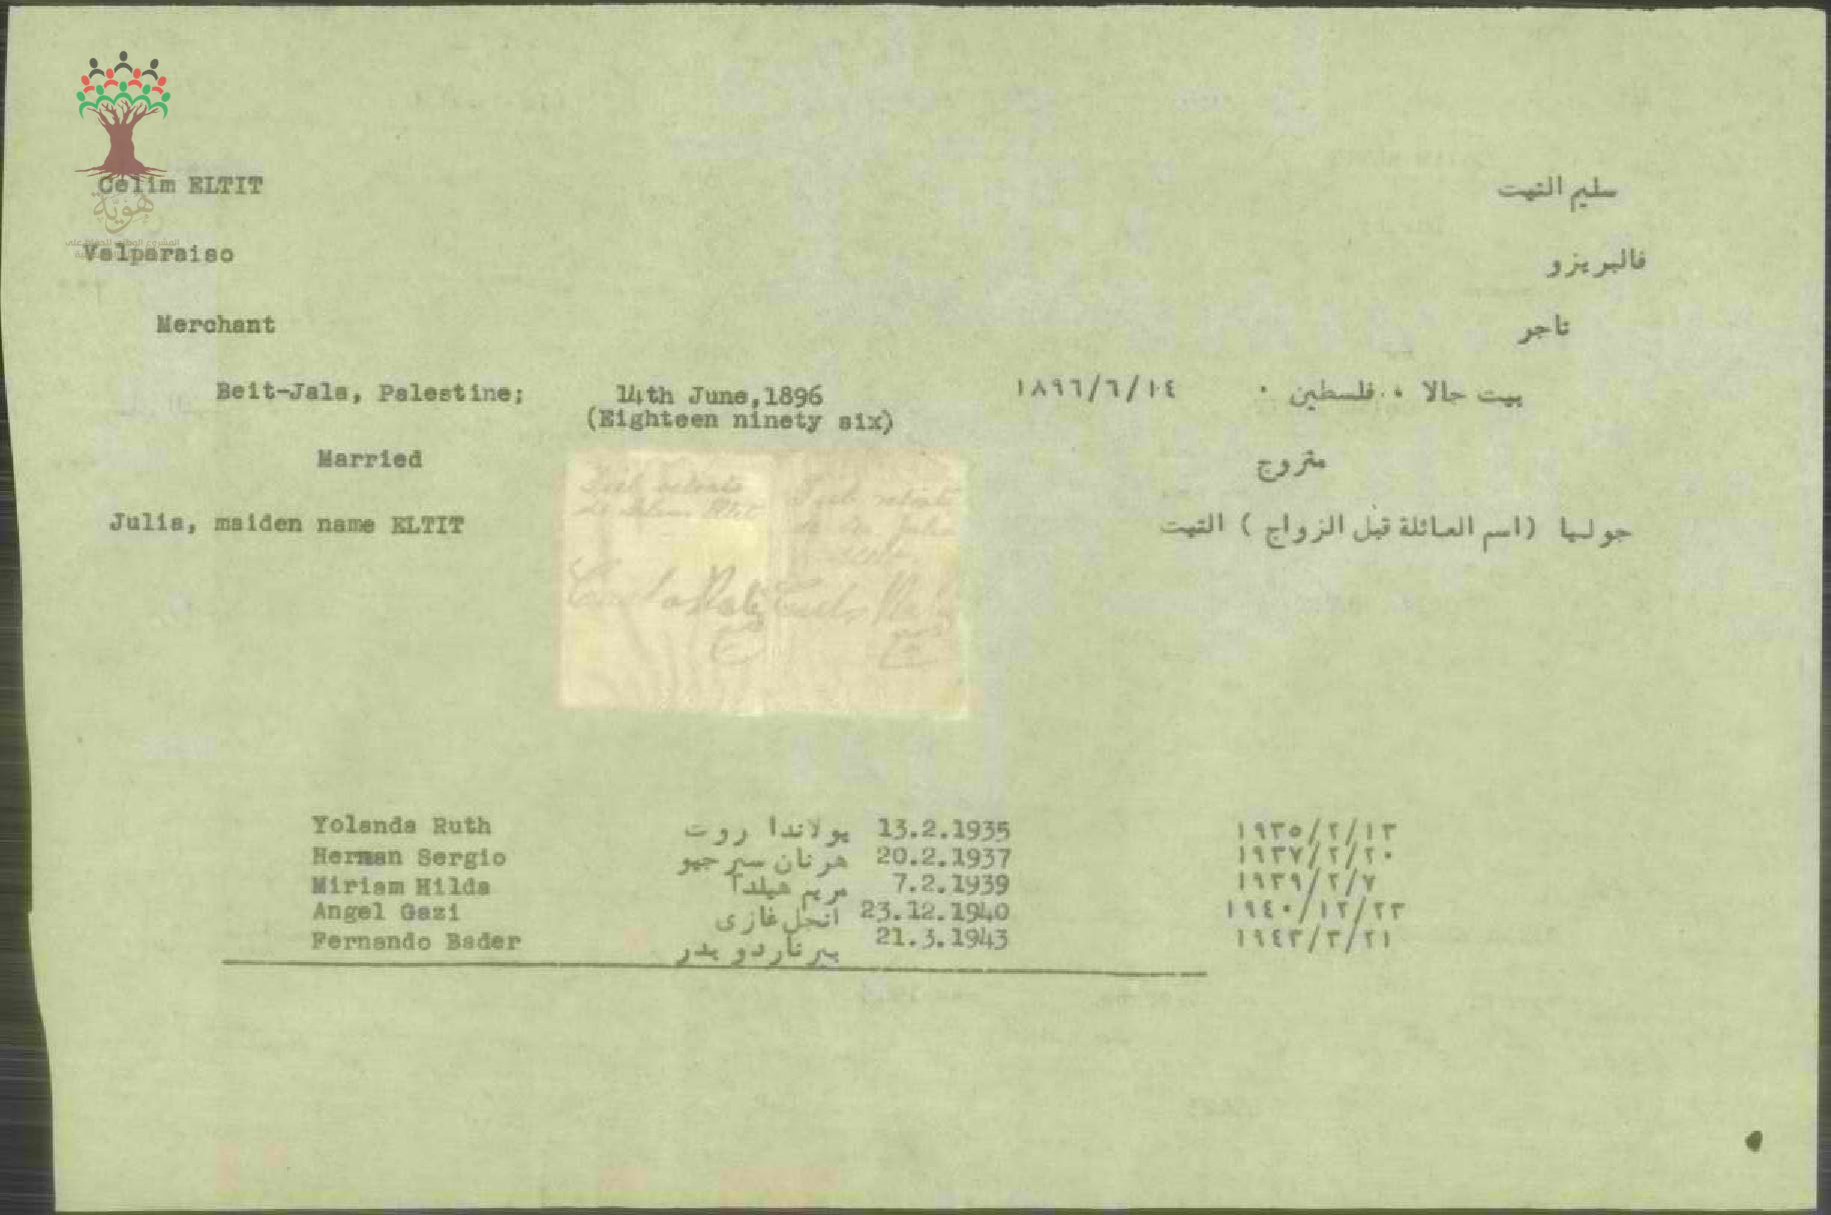 هوية
Celim ELTIT
سليم التيت
Valparaiso
فالبريزو
Merchant
تاجر
Beit-Jala, Palestine; 14th June, 1896
(Eighteen ninety six)
١٨٩٦/٦/١٤
بيت جالا . فلسطين .
Married
متزوج
Julia, maiden name ELTIT
جوليا (اسم العائلة قبل الزواج) التيت
Yolanda Ruth يولاندا روت 13.2.1935 ١٩٣٥/٢/١٣
Herman Sergio هرنان سرجيو 20.2.1937 ١٩٣٧/٢/٢٠
Miriam Hilda مريم هيلدا 7.2.1939 ١٩٣٩/٢/٧
Angel Gazi انجل غازى 23.12.1940 ١٩٤٠/١٢/٢٣
Fernando Bader بيرناردو بدر 21.3.1943 ١٩٤٣/٣/٢١